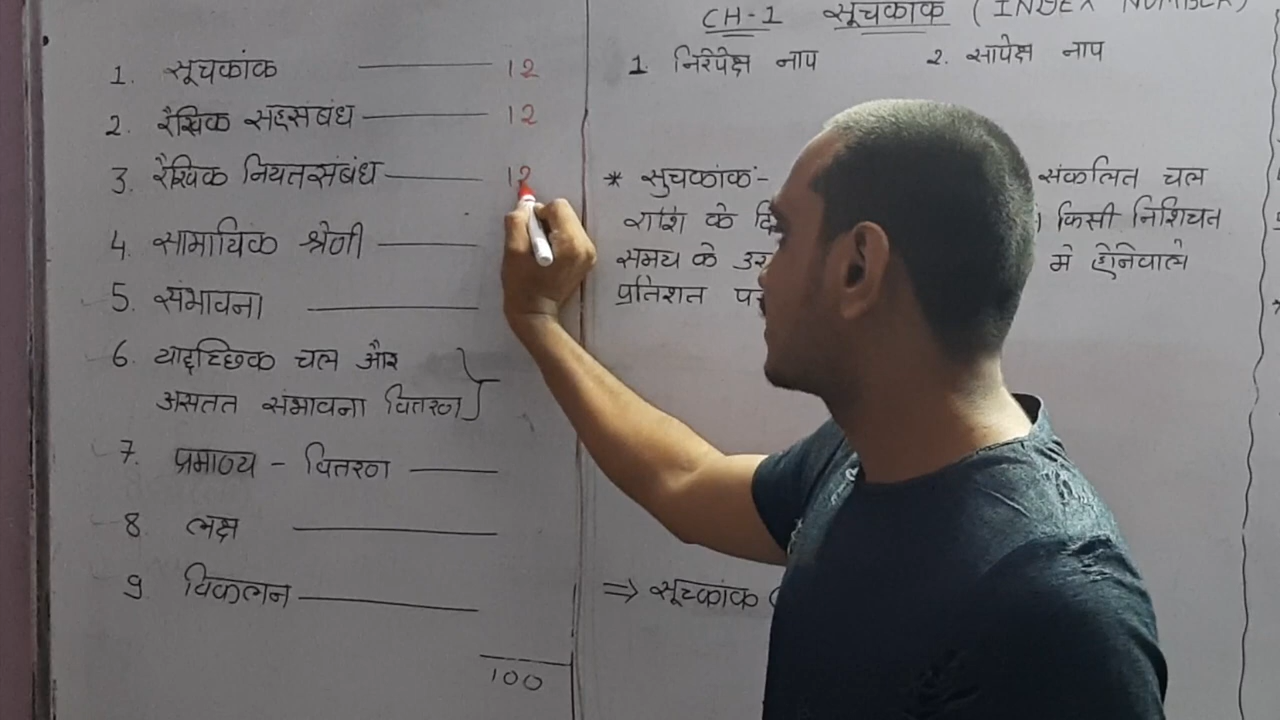 1. सूचकांक ——— 12
2. रैखिक सहसंबंध ——— 12
3. रैखिक नियतसंबंध ——— 12
4. सामायिक श्रेणी ———
5. संभावना ———
6. यादृच्छिक चल और
असतत संभावना वितरण
7. प्रमाण्य - वितरण ———
8. लक्ष ———
9. विकलन ———
100
CH-1 सूचकांक (INDEX NUMBER)
1. निरपेक्ष नाप 2. सापेक्ष नाप
* सुचकांक:- संकलित चल
राशि के किसी निश्चित
समय के में होनेवाले
प्रतिशत
⇒ सूचकांक (